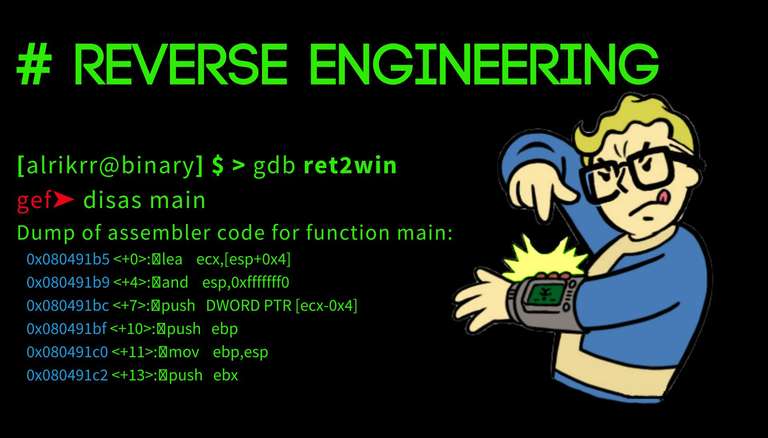 # REVERSE ENGINEERING
[alrikrr@binary] $ > gdb ret2win
gef➤ disas main
Dump of assembler code for function main:
0x080491b5 <+0>:▯lea ecx,[esp+0x4]
0x080491b9 <+4>:▯and esp,0xfffffff0
0x080491bc <+7>:▯push DWORD PTR [ecx-0x4]
0x080491bf <+10>:▯push ebp
0x080491c0 <+11>:▯mov ebp,esp
0x080491c2 <+13>:▯push ebx